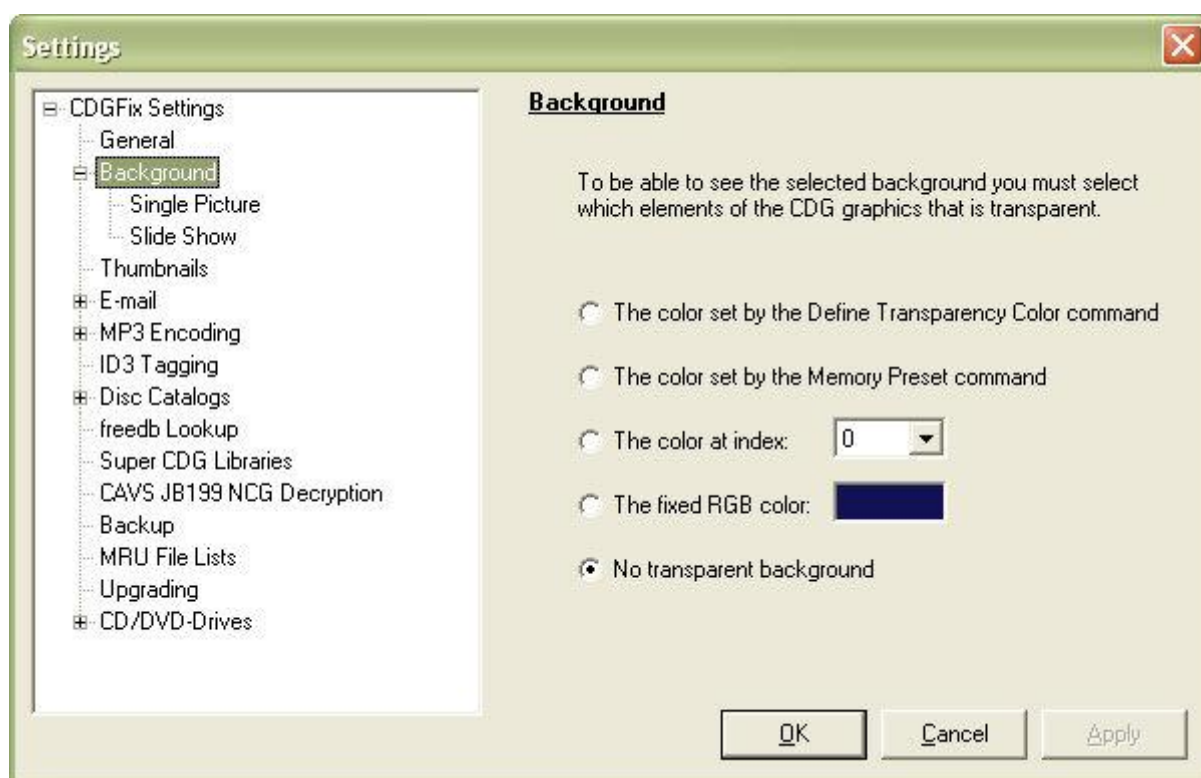 Settings
CDGFix Settings
General
Background
Single Picture
Slide Show
Thumbnails
E-mail
MP3 Encoding
ID3 Tagging
Disc Catalogs
freedb Lookup
Super CDG Libraries
CAVS JB199 NCG Decryption
Backup
MRU File Lists
Upgrading
CD/DVD-Drives
Background
To be able to see the selected background you must select
which elements of the CDG graphics that is transparent.
The color set by the Define Transparency Color command
The color set by the Memory Preset command
The color at index: 0
The fixed RGB color:
No transparent background
OK Cancel Apply